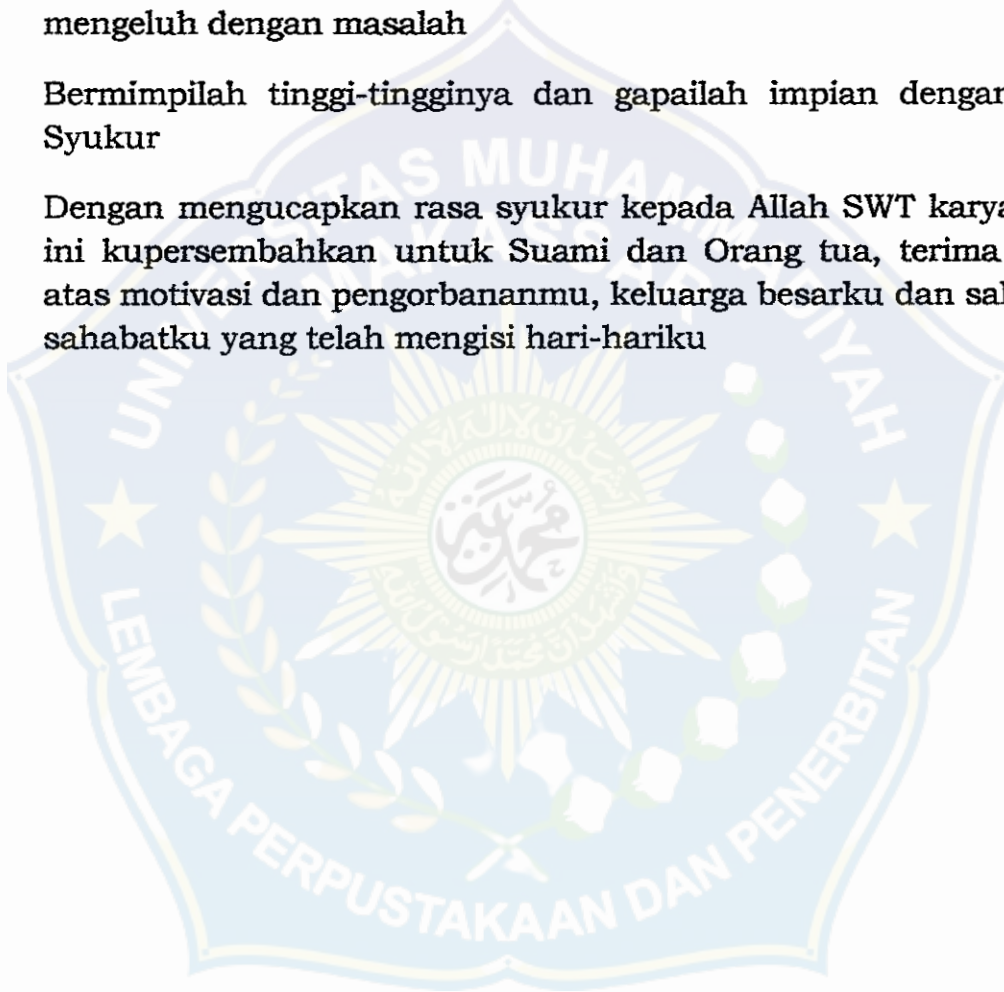 mengeluh dengan masalah
Bermimpilah tinggi-tingginya dan gapailah impian dengan
Syukur
Dengan mengucapkan rasa syukur kepada Allah SWT karya
ini kupersembahkan untuk Suami dan Orang tua, terima
atas motivasi dan pengorbananmu, keluarga besarku dan
sahabatku yang telah mengisi hari-hariku
UNIVERSITAS MUHAMMADIYAH
MAKASSAR
محمد
LEMBAGA PERPUSTAKAAN DAN PENERBITAN